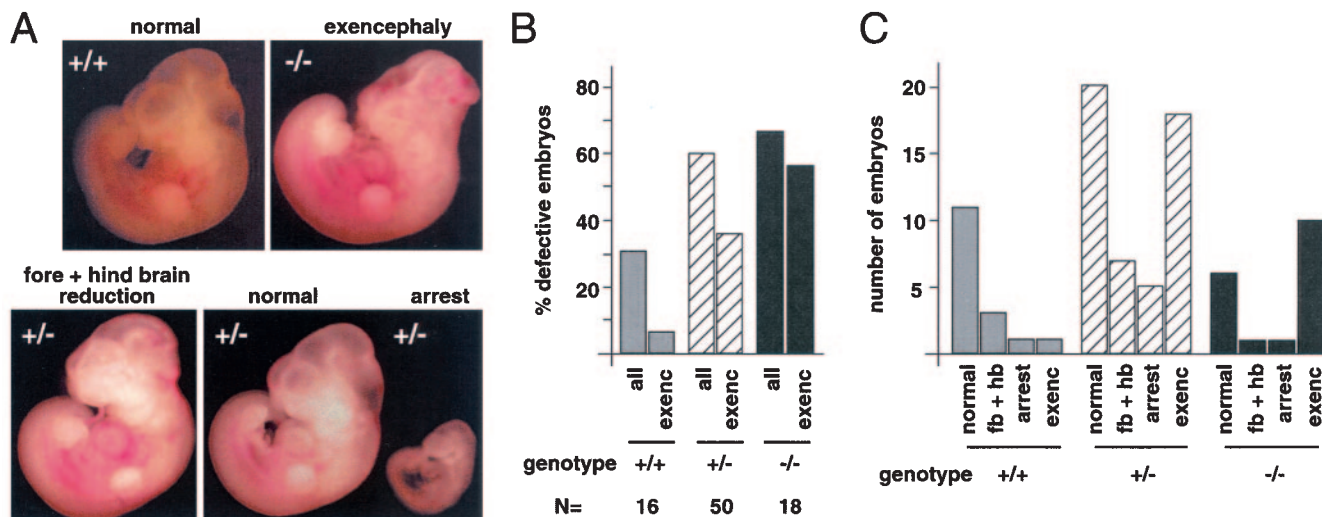 A
normal
exencephaly
+/+
-/-
fore + hind brain
reduction
normal
arrest
+/-
+/-
+/-
B
% defective embryos
80
60
40
20
all
exenc
all
exenc
all
exenc
genotype
+/+
+/-
-/-
N=
16
50
18
C
number of embryos
20
15
10
5
normal
fb + hb
arrest
exenc
normal
fb + hb
arrest
exenc
normal
fb + hb
arrest
exenc
genotype
+/+
+/-
-/-